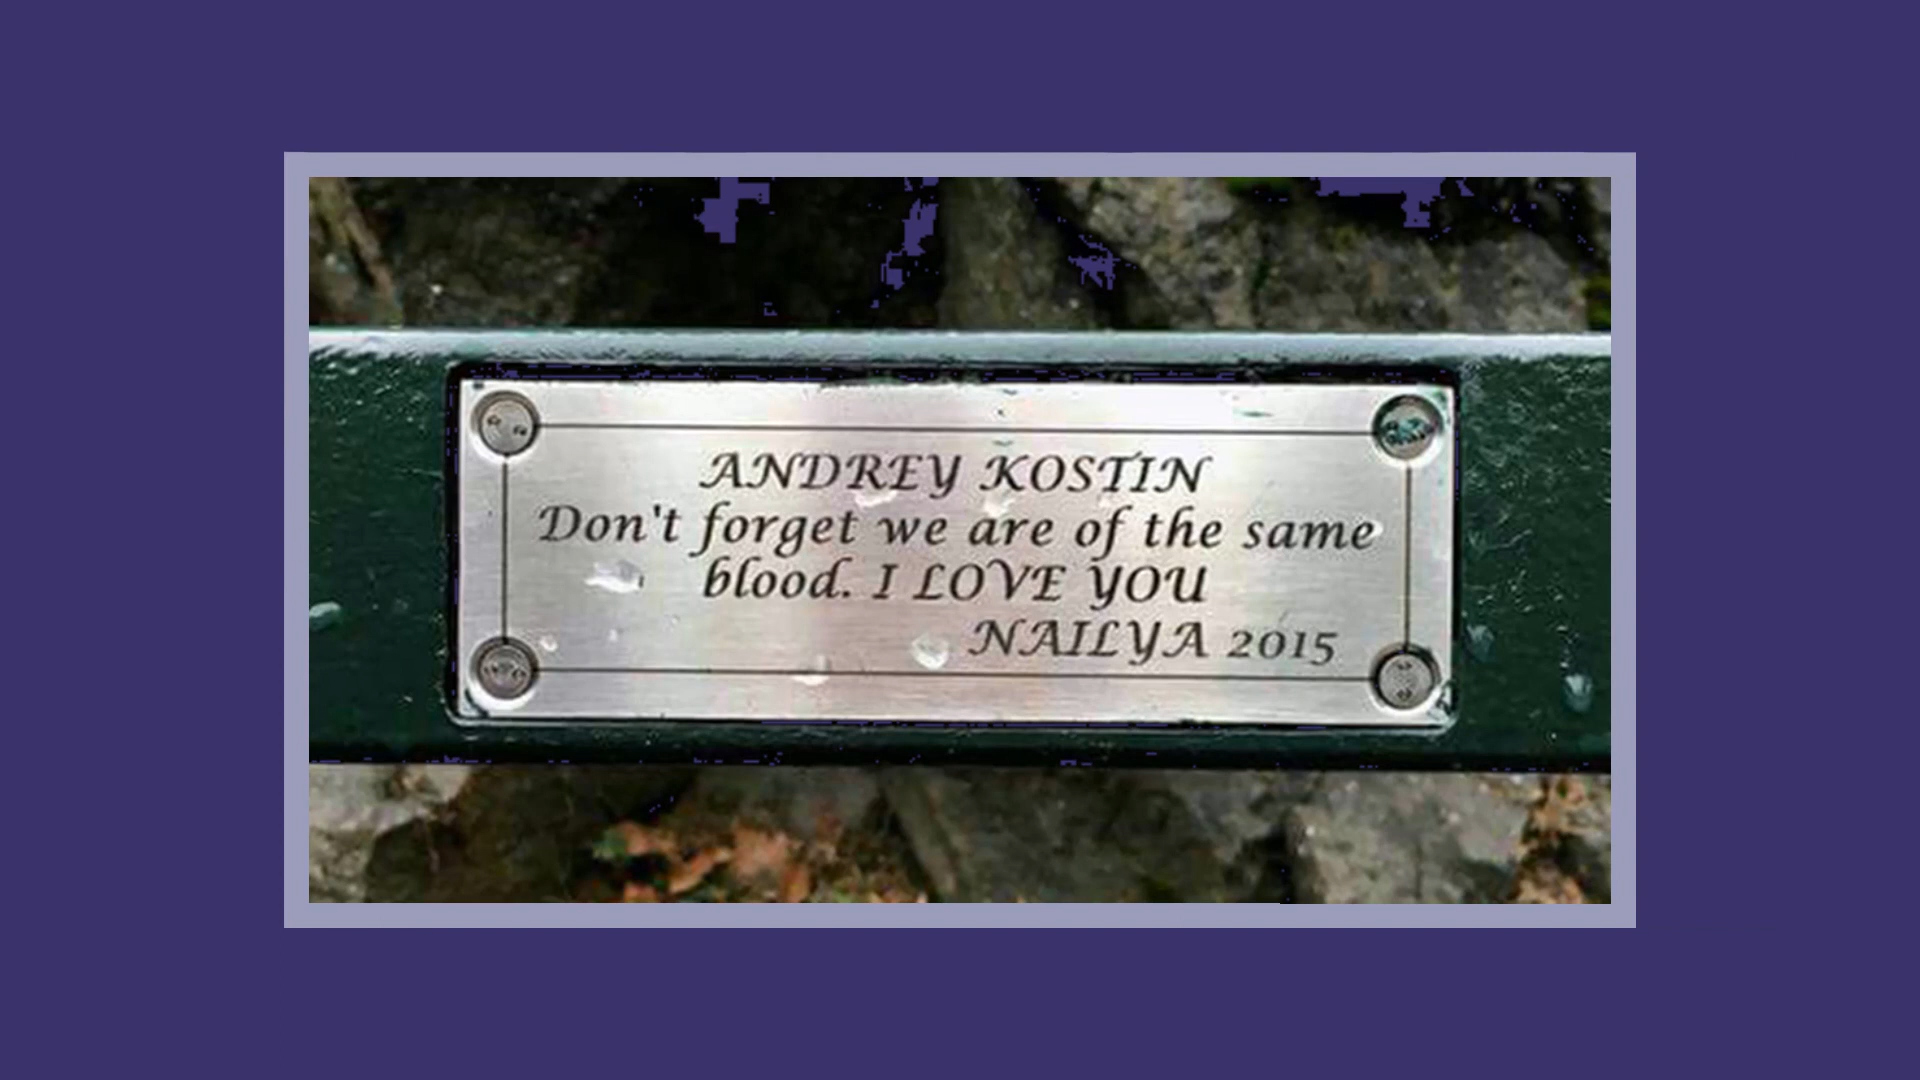 ANDREY KOSTIN
Don't forget we are of the same
blood. I LOVE YOU
NAILYA 2015